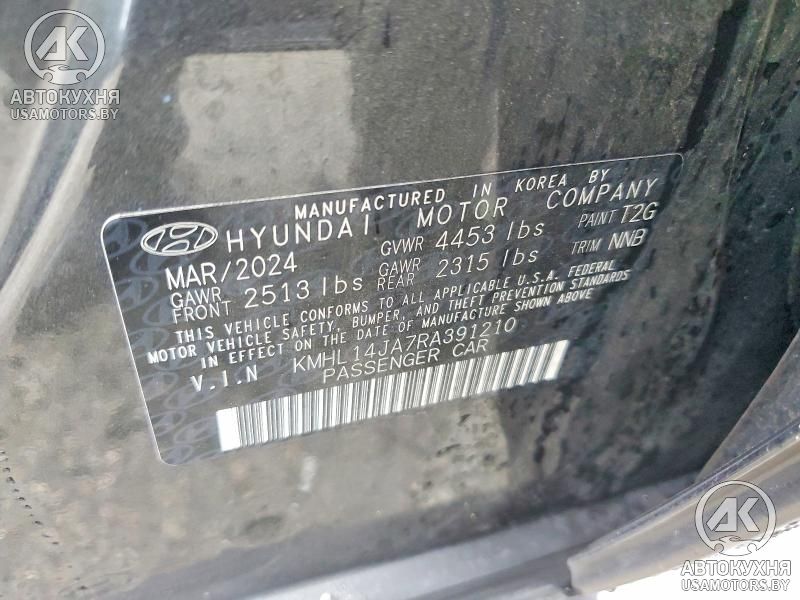 AK
АВТОКУХНЯ
USAMOTORS.BY
MANUFACTURED IN KOREA BY
HYUNDAI MOTOR COMPANY
MAR/2024 GVWR 4453 lbs PAINT T2G
GAWR FRONT 2513 lbs GAWR REAR 2315 lbs TRIM NNB
THIS VEHICLE CONFORMS TO ALL APPLICABLE U.S.A. FEDERAL
MOTOR VEHICLE SAFETY, BUMPER, AND THEFT PREVENTION STANDARDS
IN EFFECT ON THE DATE OF MANUFACTURE SHOWN ABOVE
V.I.N KMHL14JA7RA391210
PASSENGER CAR
AK
АВТОКУХНЯ
USAMOTORS.BY